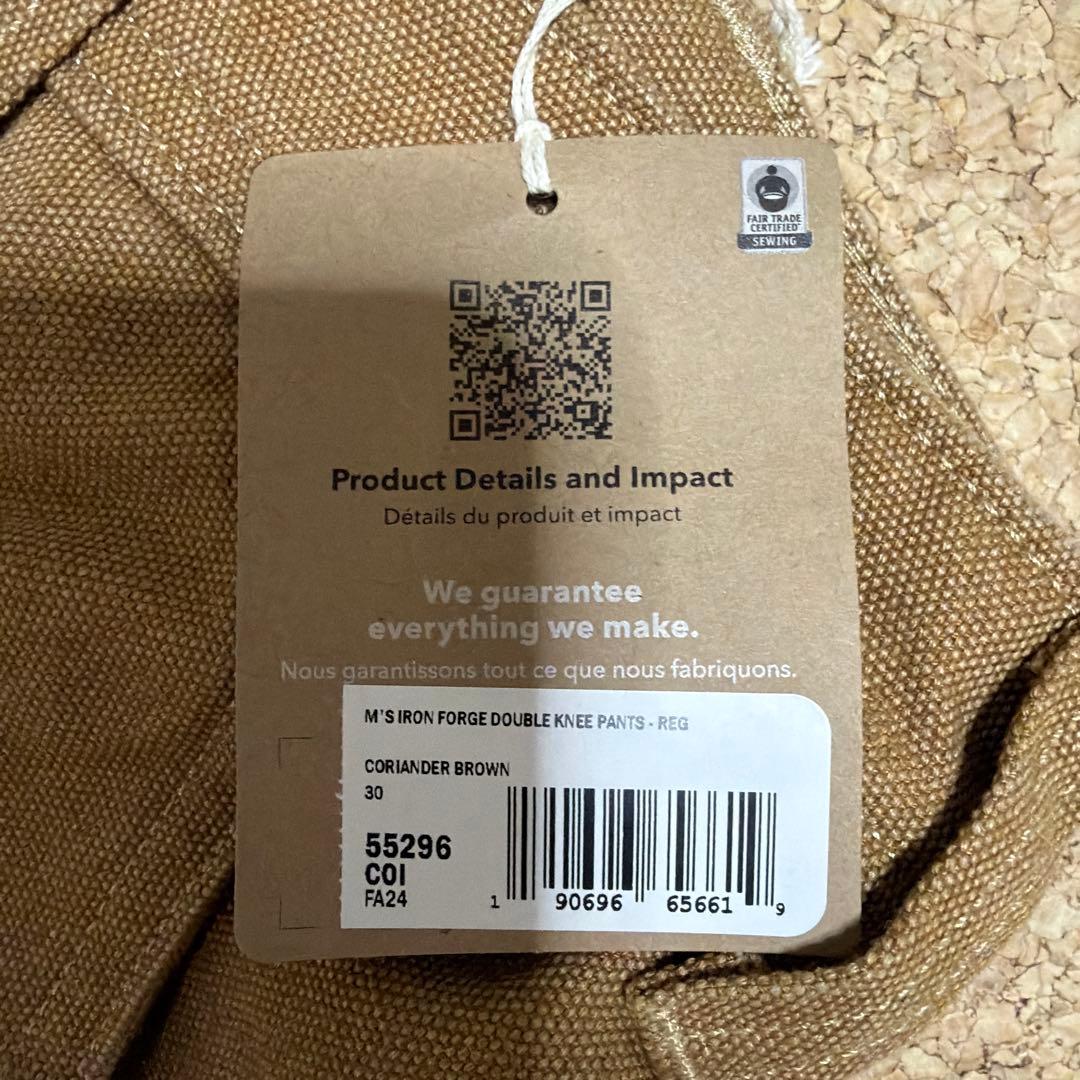 FAIR TRADE
CERTIFIED
SEWING
Product Details and Impact
Détails du produit et impact
We guarantee
everything we make.
Nous garantissons tout ce que nous fabriquons.
M'S IRON FORGE DOUBLE KNEE PANTS - REG
CORIANDER BROWN
30
55296
COI
FA24
1 90696 65661 9